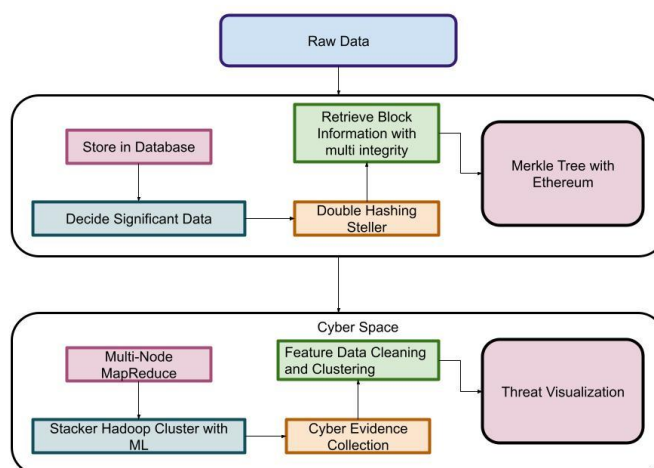 Raw Data
Store in Database
Decide Significant Data
Double Hashing
Steller
Retrieve Block
Information with
multi integrity
Merkle Tree with
Ethereum
Cyber Space
Multi-Node
MapReduce
Stacker Hadoop Cluster with
ML
Cyber Evidence
Collection
Feature Data Cleaning
and Clustering
Threat Visualization